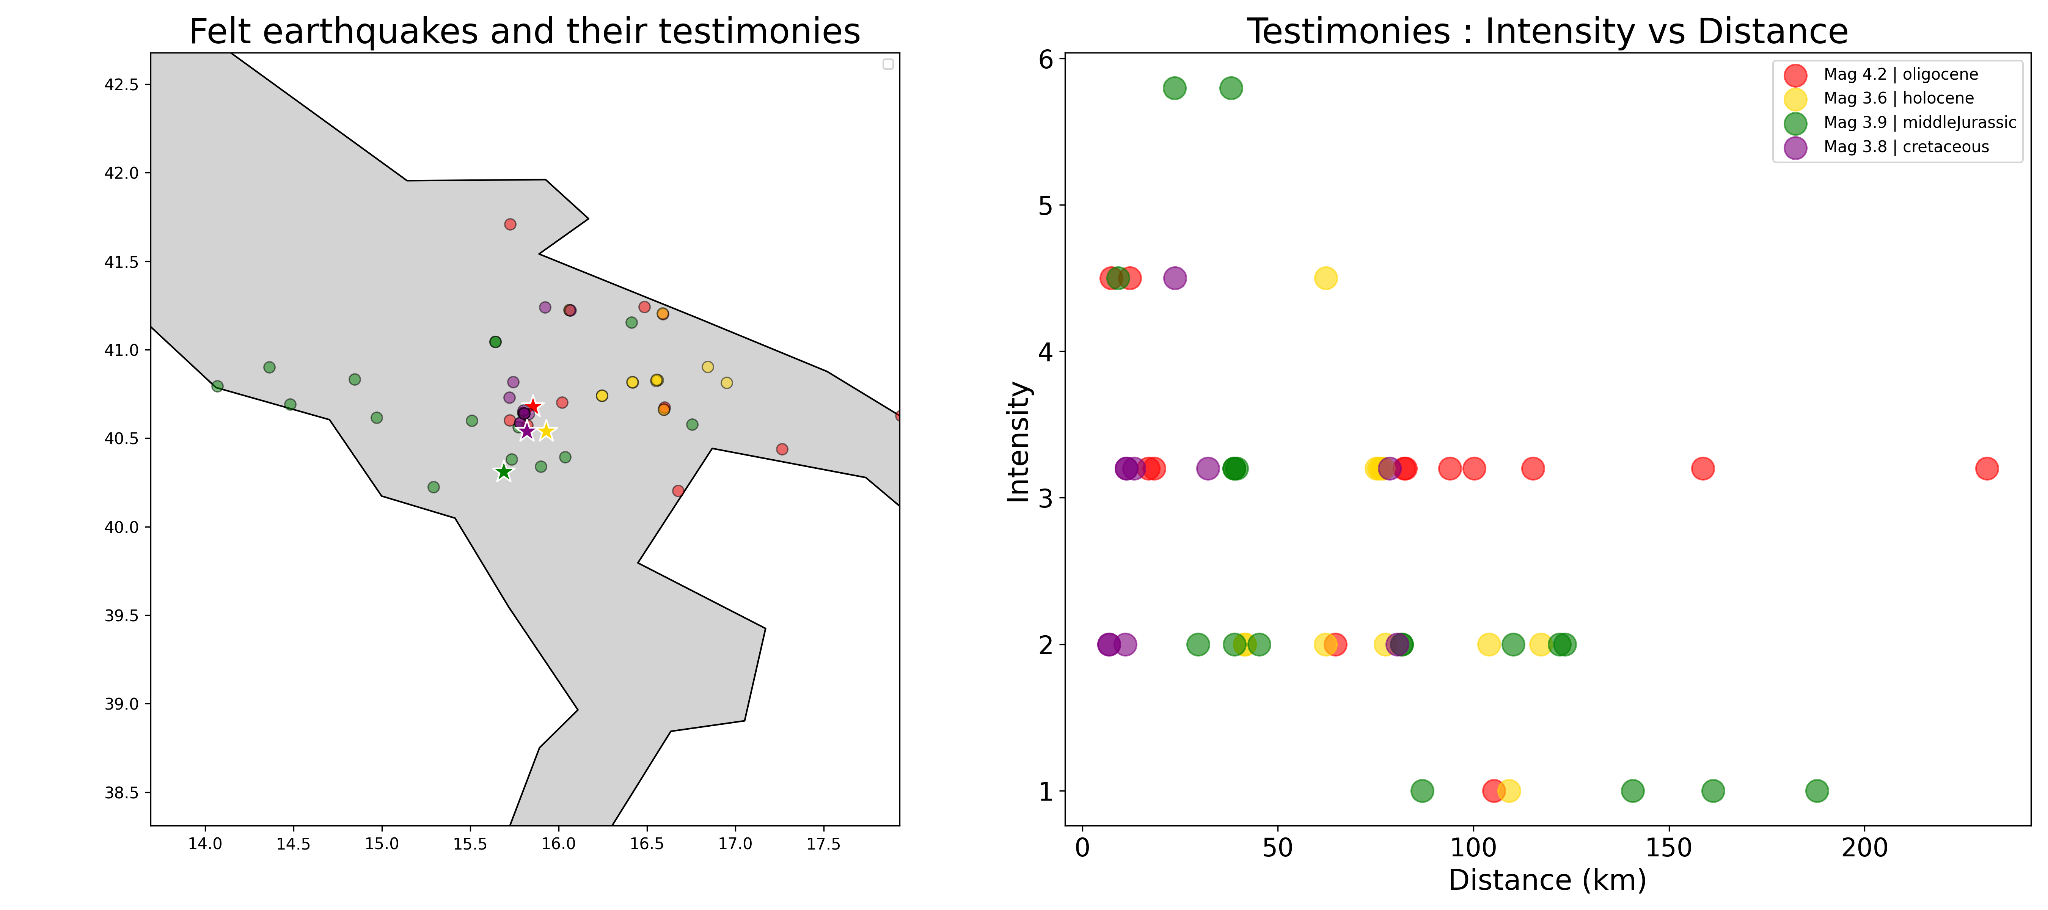 Felt earthquakes and their testimonies
42.5
42.0
41.5
41.0
40.5
40.0
39.5
39.0
38.5
14.0 14.5 15.0 15.5 16.0 16.5 17.0 17.5
Testimonies : Intensity vs Distance
Mag 4.2 | oligocene
Mag 3.6 | holocene
Mag 3.9 | middleJurassic
Mag 3.8 | cretaceous
Intensity
6
5
4
3
2
1
0 50 100 150 200
Distance (km)